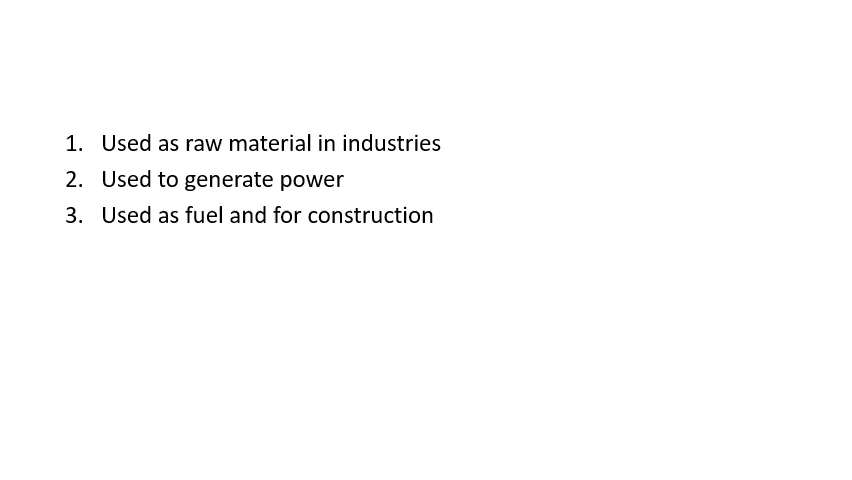 1. Used as raw material in industries
2. Used to generate power
3. Used as fuel and for construction